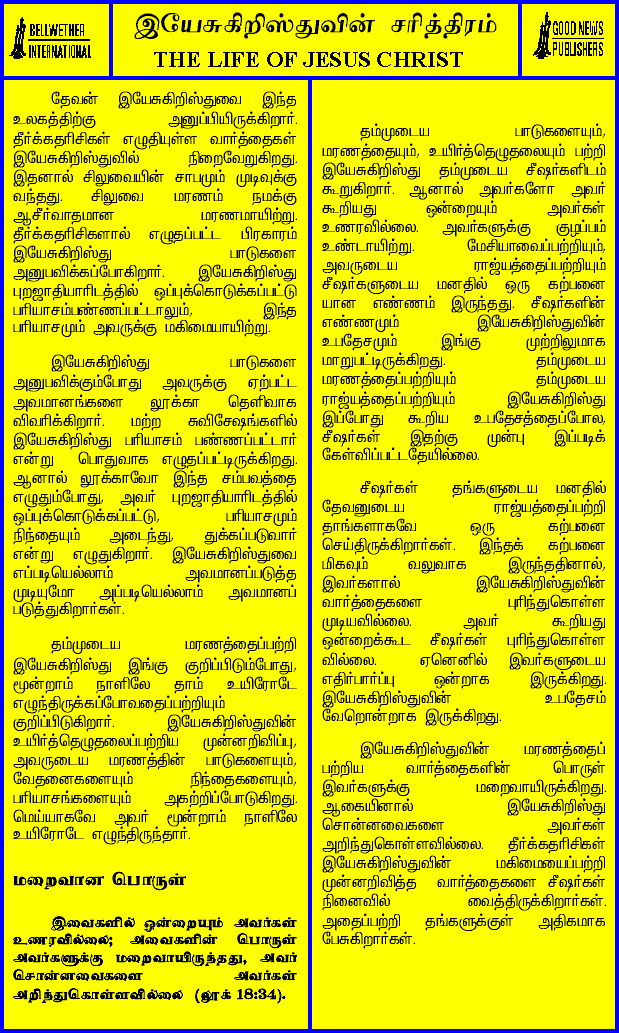 BELLWETHER
INTERNATIONAL
இயேசுகிறிஸ்துவின் சரித்திரம்
THE LIFE OF JESUS CHRIST
GOOD NEWS
PUBLISHERS
தேவன் இயேசுகிறிஸ்துவை இந்த
உலகத்திற்கு அனுப்பியிருக்கிறார்.
தீர்க்கதரிசிகள் எழுதியுள்ள வார்த்தைகள்
இயேசுகிறிஸ்துவில் நிறைவேறுகிறது.
இதனால் சிலுவையின் சாபமும் முடிவுக்கு
வந்தது. சிலுவை மரணம் நமக்கு
ஆசீர்வாதமான மரணமாயிற்று.
தீர்க்கதரிசிகளால் எழுதப்பட்ட பிரகாரம்
இயேசுகிறிஸ்து பாடுகளை
அனுபவிக்கப்போகிறார். இயேசுகிறிஸ்து
புறஜாதியாரிடத்தில் ஒப்புக்கொடுக்கப்பட்டு
பரியாசம்பண்ணப்பட்டாலும், இந்த
பரியாசமும் அவருக்கு மகிமையாயிற்று.
இயேசுகிறிஸ்து பாடுகளை
அனுபவிக்கும்போது அவருக்கு ஏற்பட்ட
அவமானங்களை லூக்கா தெளிவாக
விவரிக்கிறார். மற்ற சுவிசேஷங்களில்
இயேசுகிறிஸ்து பரியாசம் பண்ணப்பட்டார்
என்று பொதுவாக எழுதப்பட்டிருக்கிறது.
ஆனால் லூக்காவோ இந்த சம்பவத்தை
எழுதும்போது, அவர் புறஜாதியாரிடத்தில்
ஒப்புக்கொடுக்கப்பட்டு, பரியாசமும்
நிந்தையும் அடைந்து, துக்கப்படுவார்
என்று எழுதுகிறார். இயேசுகிறிஸ்துவை
எப்படியெல்லாம் அவமானப்படுத்த
முடியுமோ அப்படியெல்லாம் அவமானப்
படுத்துகிறார்கள்.
தம்முடைய மரணத்தைப்பற்றி
இயேசுகிறிஸ்து இங்கு குறிப்பிடும்போது,
மூன்றாம் நாளிலே தாம் உயிரோடே
எழுந்திருக்கப்போவதைப்பற்றியும்
குறிப்பிடுகிறார். இயேசுகிறிஸ்துவின்
உயிர்த்தெழுதலைப்பற்றிய முன்னறிவிப்பு,
அவருடைய மரணத்தின் பாடுகளையும்,
வேதனைகளையும் நிந்தைகளையும்,
பரியாசங்களையும் அகற்றிப்போடுகிறது.
மெய்யாகவே அவர் மூன்றாம் நாளிலே
உயிரோடே எழுந்திருந்தார்.
மறைவான பொருள்
இவைகளில் ஒன்றையும் அவர்கள்
உணரவில்லை; அவைகளின் பொருள்
அவர்களுக்கு மறைவாயிருந்தது, அவர்
சொன்னவைகளை அவர்கள்
அறிந்துகொள்ளவில்லை (லூக் 18:34).
தம்முடைய பாடுகளையும்,
மரணத்தையும், உயிர்த்தெழுதலையும் பற்றி
இயேசுகிறிஸ்து தம்முடைய சீஷர்களிடம்
கூறுகிறார். ஆனால் அவர்களோ அவர்
கூறியது ஒன்றையும் அவர்கள்
உணரவில்லை. அவர்களுக்கு குழப்பம்
உண்டாயிற்று. மேசியாவைப்பற்றியும்,
அவருடைய ராஜ்யத்தைப்பற்றியும்
சீஷர்களுடைய மனதில் ஒரு கற்பனை
யான எண்ணம் இருந்தது. சீஷர்களின்
எண்ணமும் இயேசுகிறிஸ்துவின்
உபதேசமும் இங்கு முற்றிலுமாக
மாறுபட்டிருக்கிறது. தம்முடைய
மரணத்தைப்பற்றியும் தம்முடைய
ராஜ்யத்தைப்பற்றியும் இயேசுகிறிஸ்து
இப்போது கூறிய உபதேசத்தைப்போல,
சீஷர்கள் இதற்கு முன்பு இப்படிக்
கேள்விப்பட்டதேயில்லை.
சீஷர்கள் தங்களுடைய மனதில்
தேவனுடைய ராஜ்யத்தைப்பற்றி
தாங்களாகவே ஒரு கற்பனை
செய்திருக்கிறார்கள். இந்தக் கற்பனை
மிகவும் வலுவாக இருந்ததினால்,
இவர்களால் இயேசுகிறிஸ்துவின்
வார்த்தைகளை புரிந்துகொள்ள
முடியவில்லை. அவர் கூறியது
ஒன்றைக்கூட சீஷர்கள் புரிந்துகொள்ள
வில்லை. ஏனெனில் இவர்களுடைய
எதிர்பார்ப்பு ஒன்றாக இருக்கிறது.
இயேசுகிறிஸ்துவின் உபதேசம்
வேறொன்றாக இருக்கிறது.
இயேசுகிறிஸ்துவின் மரணத்தைப்
பற்றிய வார்த்தைகளின் பொருள்
இவர்களுக்கு மறைவாயிருக்கிறது.
ஆகையினால் இயேசுகிறிஸ்து
சொன்னவைகளை அவர்கள்
அறிந்துகொள்ளவில்லை. தீர்க்கதரிசிகள்
இயேசுகிறிஸ்துவின் மகிமையைப்பற்றி
முன்னறிவித்த வார்த்தைகளை சீஷர்கள்
நினைவில் வைத்திருக்கிறார்கள்.
அதைப்பற்றி தங்களுக்குள் அதிகமாக
பேசுகிறார்கள்.